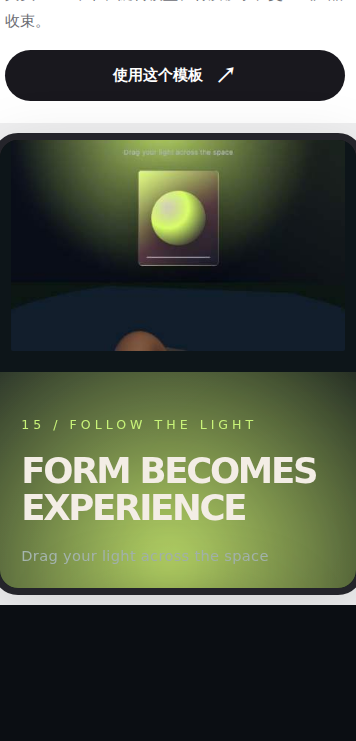 收束。
使用这个模板 ↗
Drag your light across the space
15 / FOLLOW THE LIGHT
FORM BECOMES
EXPERIENCE
Drag your light across the space